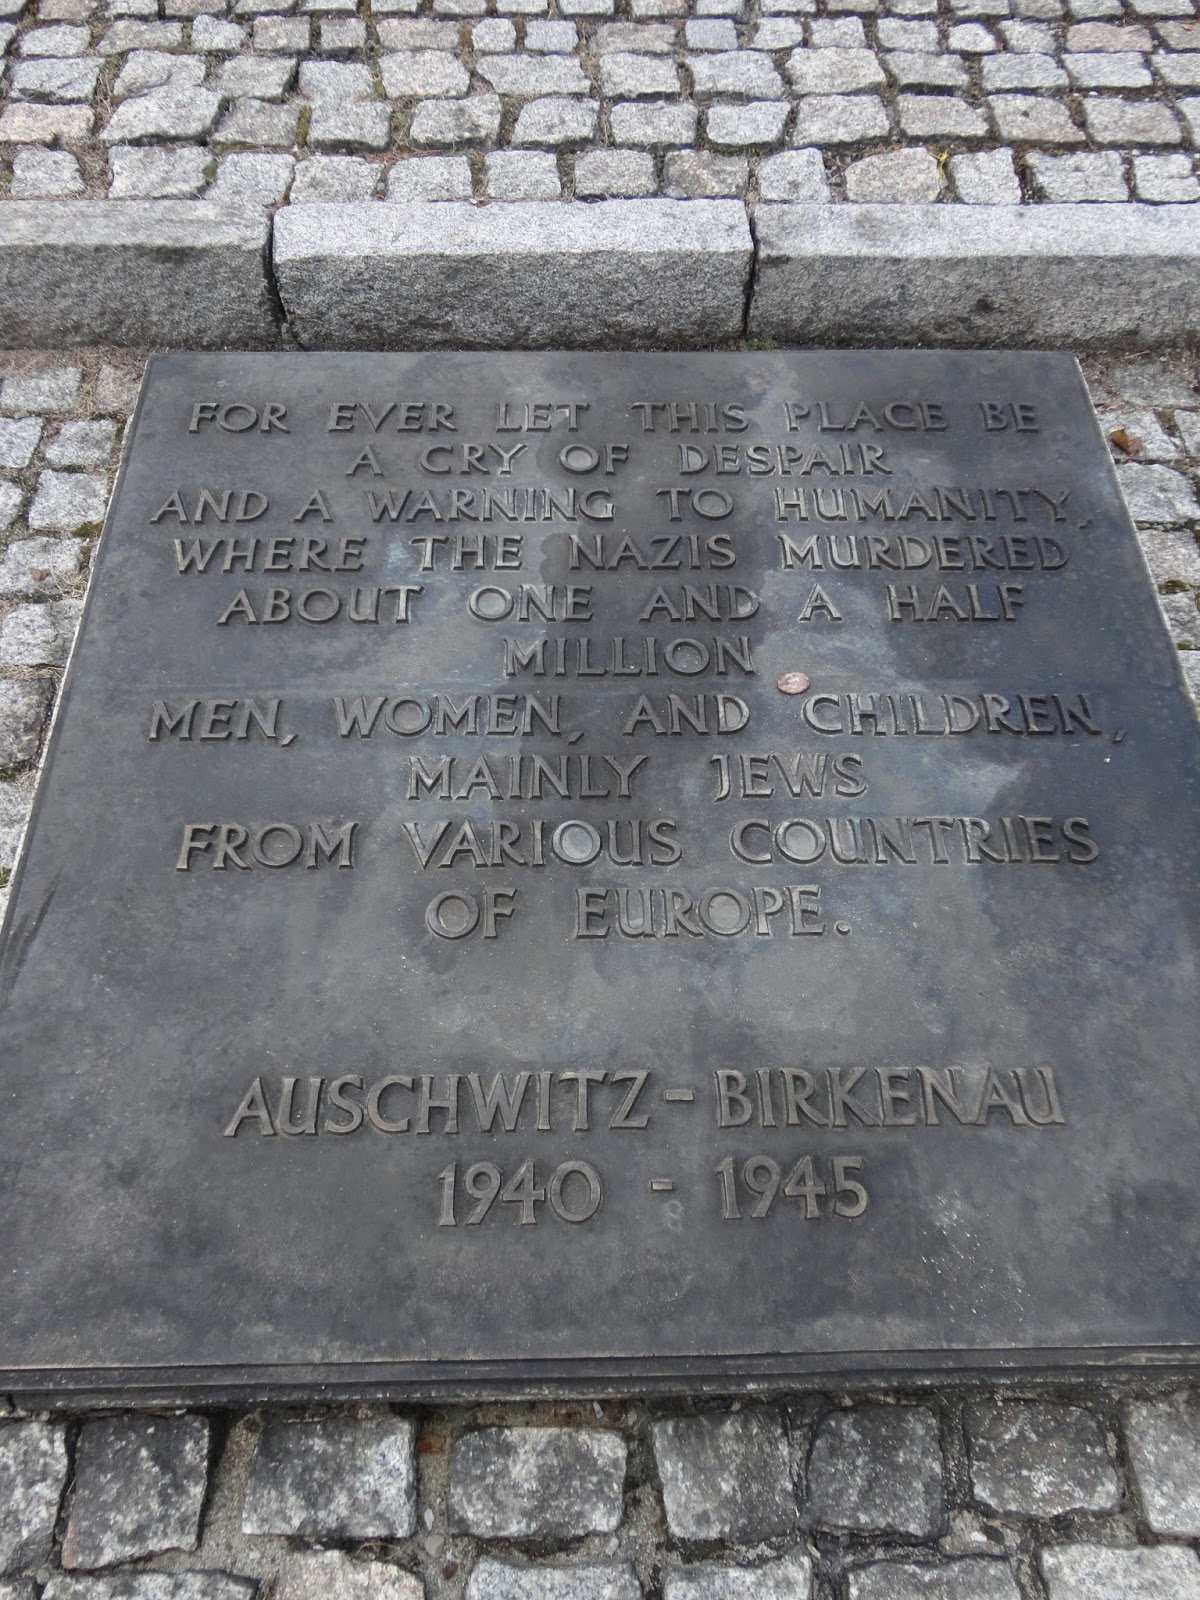 FOR EVER LET THIS PLACE BE
A CRY OF DESPAIR
AND A WARNING TO HUMANITY,
WHERE THE NAZIS MURDERED
ABOUT ONE AND A HALF
MILLION
MEN, WOMEN, AND CHILDREN,
MAINLY JEWS
FROM VARIOUS COUNTRIES
OF EUROPE.
AUSCHWITZ-BIRKENAU
1940 - 1945